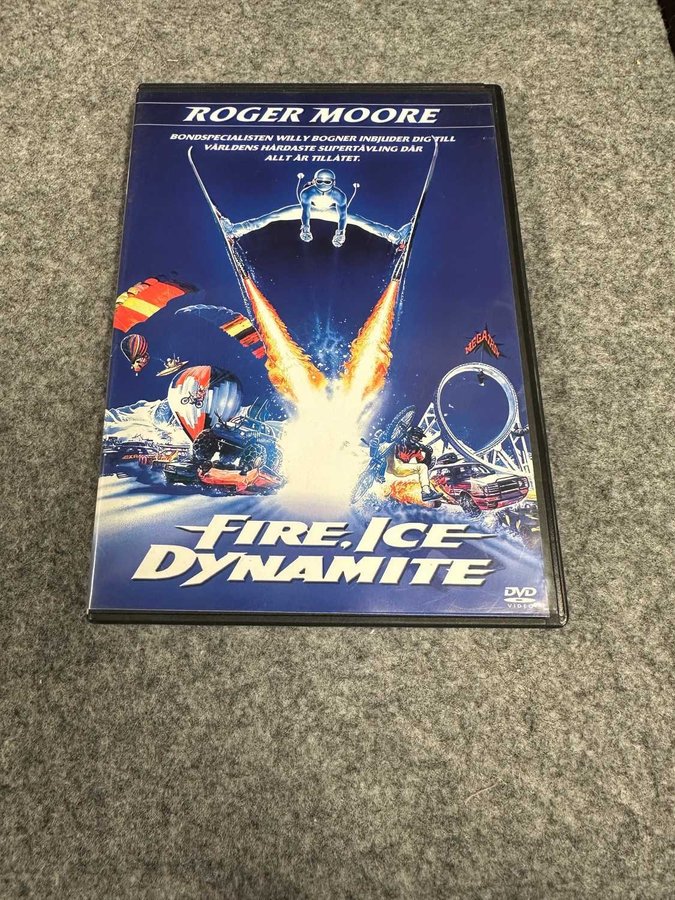 ROGER MOORE
BONDSPECIALISTEN WILLY BOGNER INBJUDER DIG TILL
VÄRLDENS HÅRDASTE SUPERTÄVLING DÄR
ALLT ÄR TILLÅTET.
FIRE, ICE
DYNAMITE
DVD
VIDEO